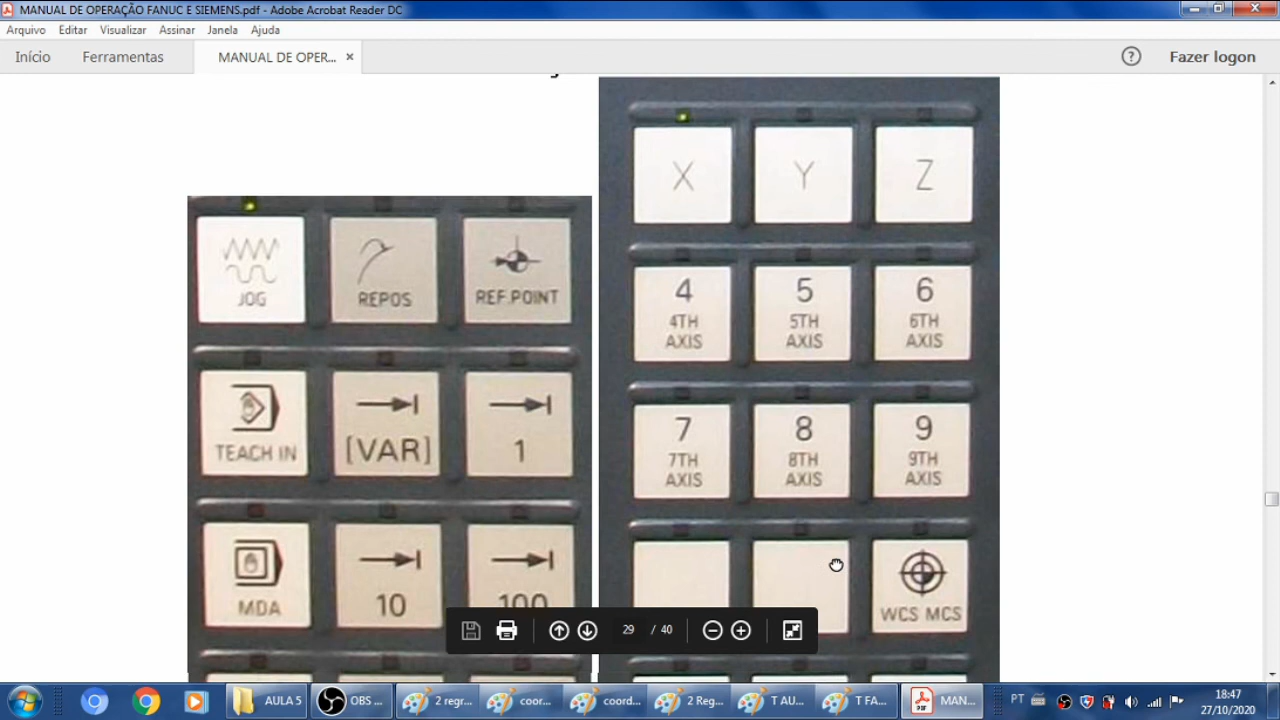 MANUAL DE OPERAÇÃO FANUC E SIEMENS.pdf - Adobe Acrobat Reader DC
Arquivo Editar Visualizar Assinar Janela Ajuda
Início Ferramentas MANUAL DE OPER... × ? Fazer logon
X Y Z
JOG REPOS REF.POINT
4 5 6
4TH AXIS 5TH AXIS 6TH AXIS
TEACH IN [VAR] 1
7 8 9
7TH AXIS 8TH AXIS 9TH AXIS
MDA 10 100
WCS MCS
29 / 40
AULA 5 OBS ... 2 regr... coor... coord... 2 Reg... T AU... T FA... MAN... PT 18:47
27/10/2020